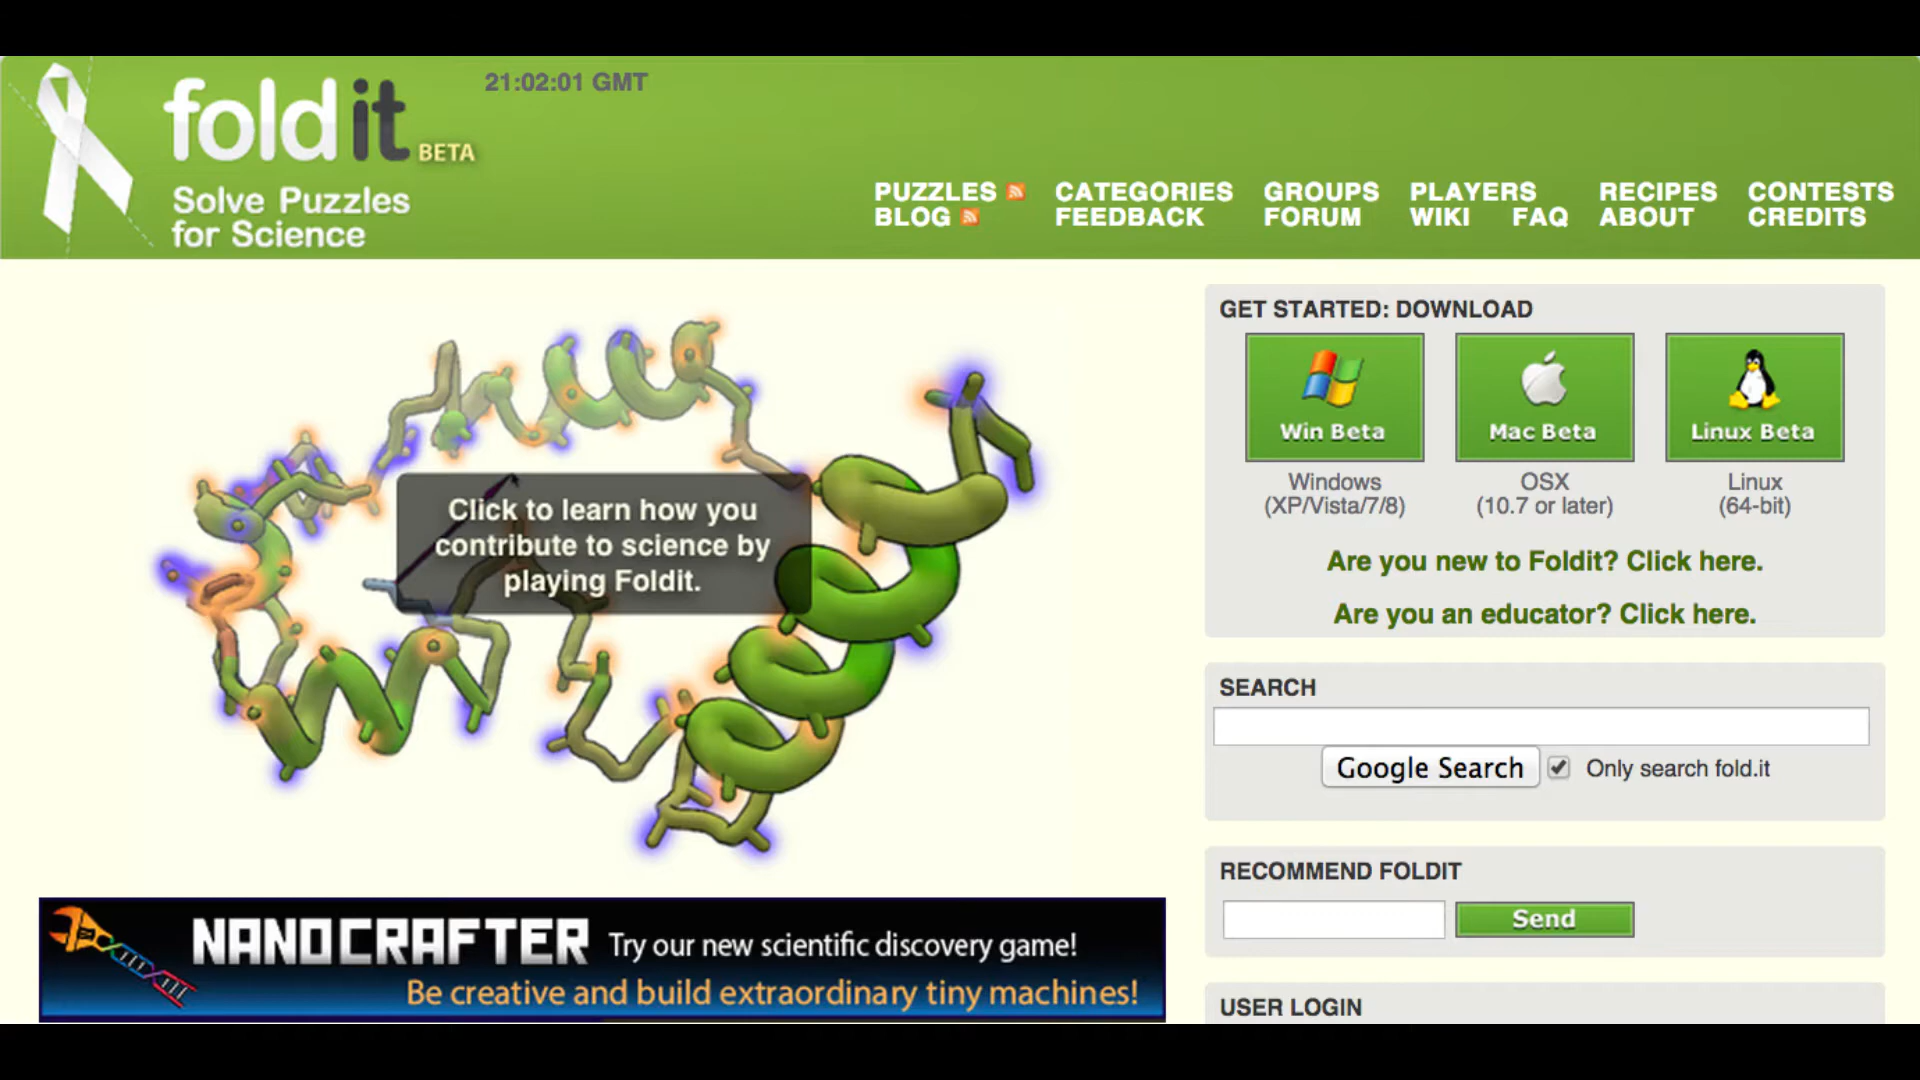 21:02:01 GMT
foldit BETA
Solve Puzzles
for Science
PUZZLES CATEGORIES GROUPS PLAYERS RECIPES CONTESTS
BLOG FEEDBACK FORUM WIKI FAQ ABOUT CREDITS
Click to learn how you
contribute to science by
playing Foldit.
NANOCRAFTER Try our new scientific discovery game!
Be creative and build extraordinary tiny machines!
GET STARTED: DOWNLOAD
Win Beta Mac Beta Linux Beta
Windows OSX Linux
(XP/Vista/7/8) (10.7 or later) (64-bit)
Are you new to Foldit? Click here.
Are you an educator? Click here.
SEARCH
Google Search Only search fold.it
RECOMMEND FOLDIT
Send
USER LOGIN